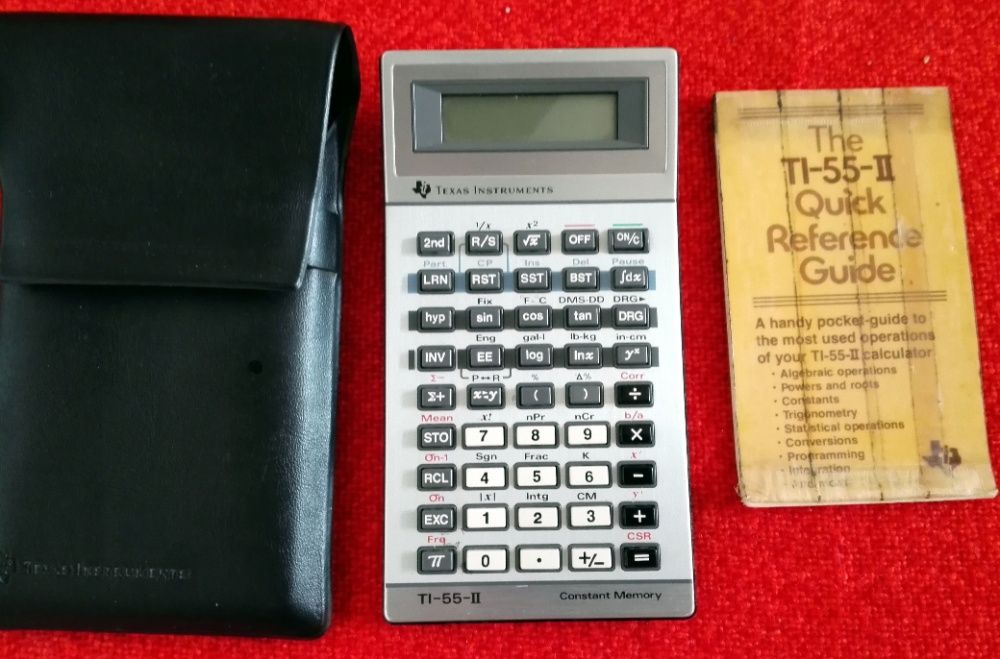 TEXAS INSTRUMENTS
TEXAS INSTRUMENTS
1/x x²
2nd R/S √x OFF ON/C
Part CP Ins Del Pause
LRN RST SST BST ∫dx
Fix F-C DMS-DD DRG►
hyp sin cos tan DRG
Eng gal-l lb-kg in-cm
INV EE log lnx yˣ
Σ- P↔R % Δ% Corr
Σ+ x⇄y ( ) ÷
Mean x! nPr nCr b/a
STO 7 8 9 ×
σn-1 Sgn Frac K x'
RCL 4 5 6 -
σn |x| Intg CM y'
EXC 1 2 3 +
Frq CSR
π 0 . +/- =
TI-55-II Constant Memory
The
TI-55-II
Quick
Reference
Guide
A handy pocket-guide to
the most used operations
of your TI-55-II calculator
• Algebraic operations
• Powers and roots
• Constants
• Trigonometry
• Statistical operations
• Conversions
• Programming
• Integration